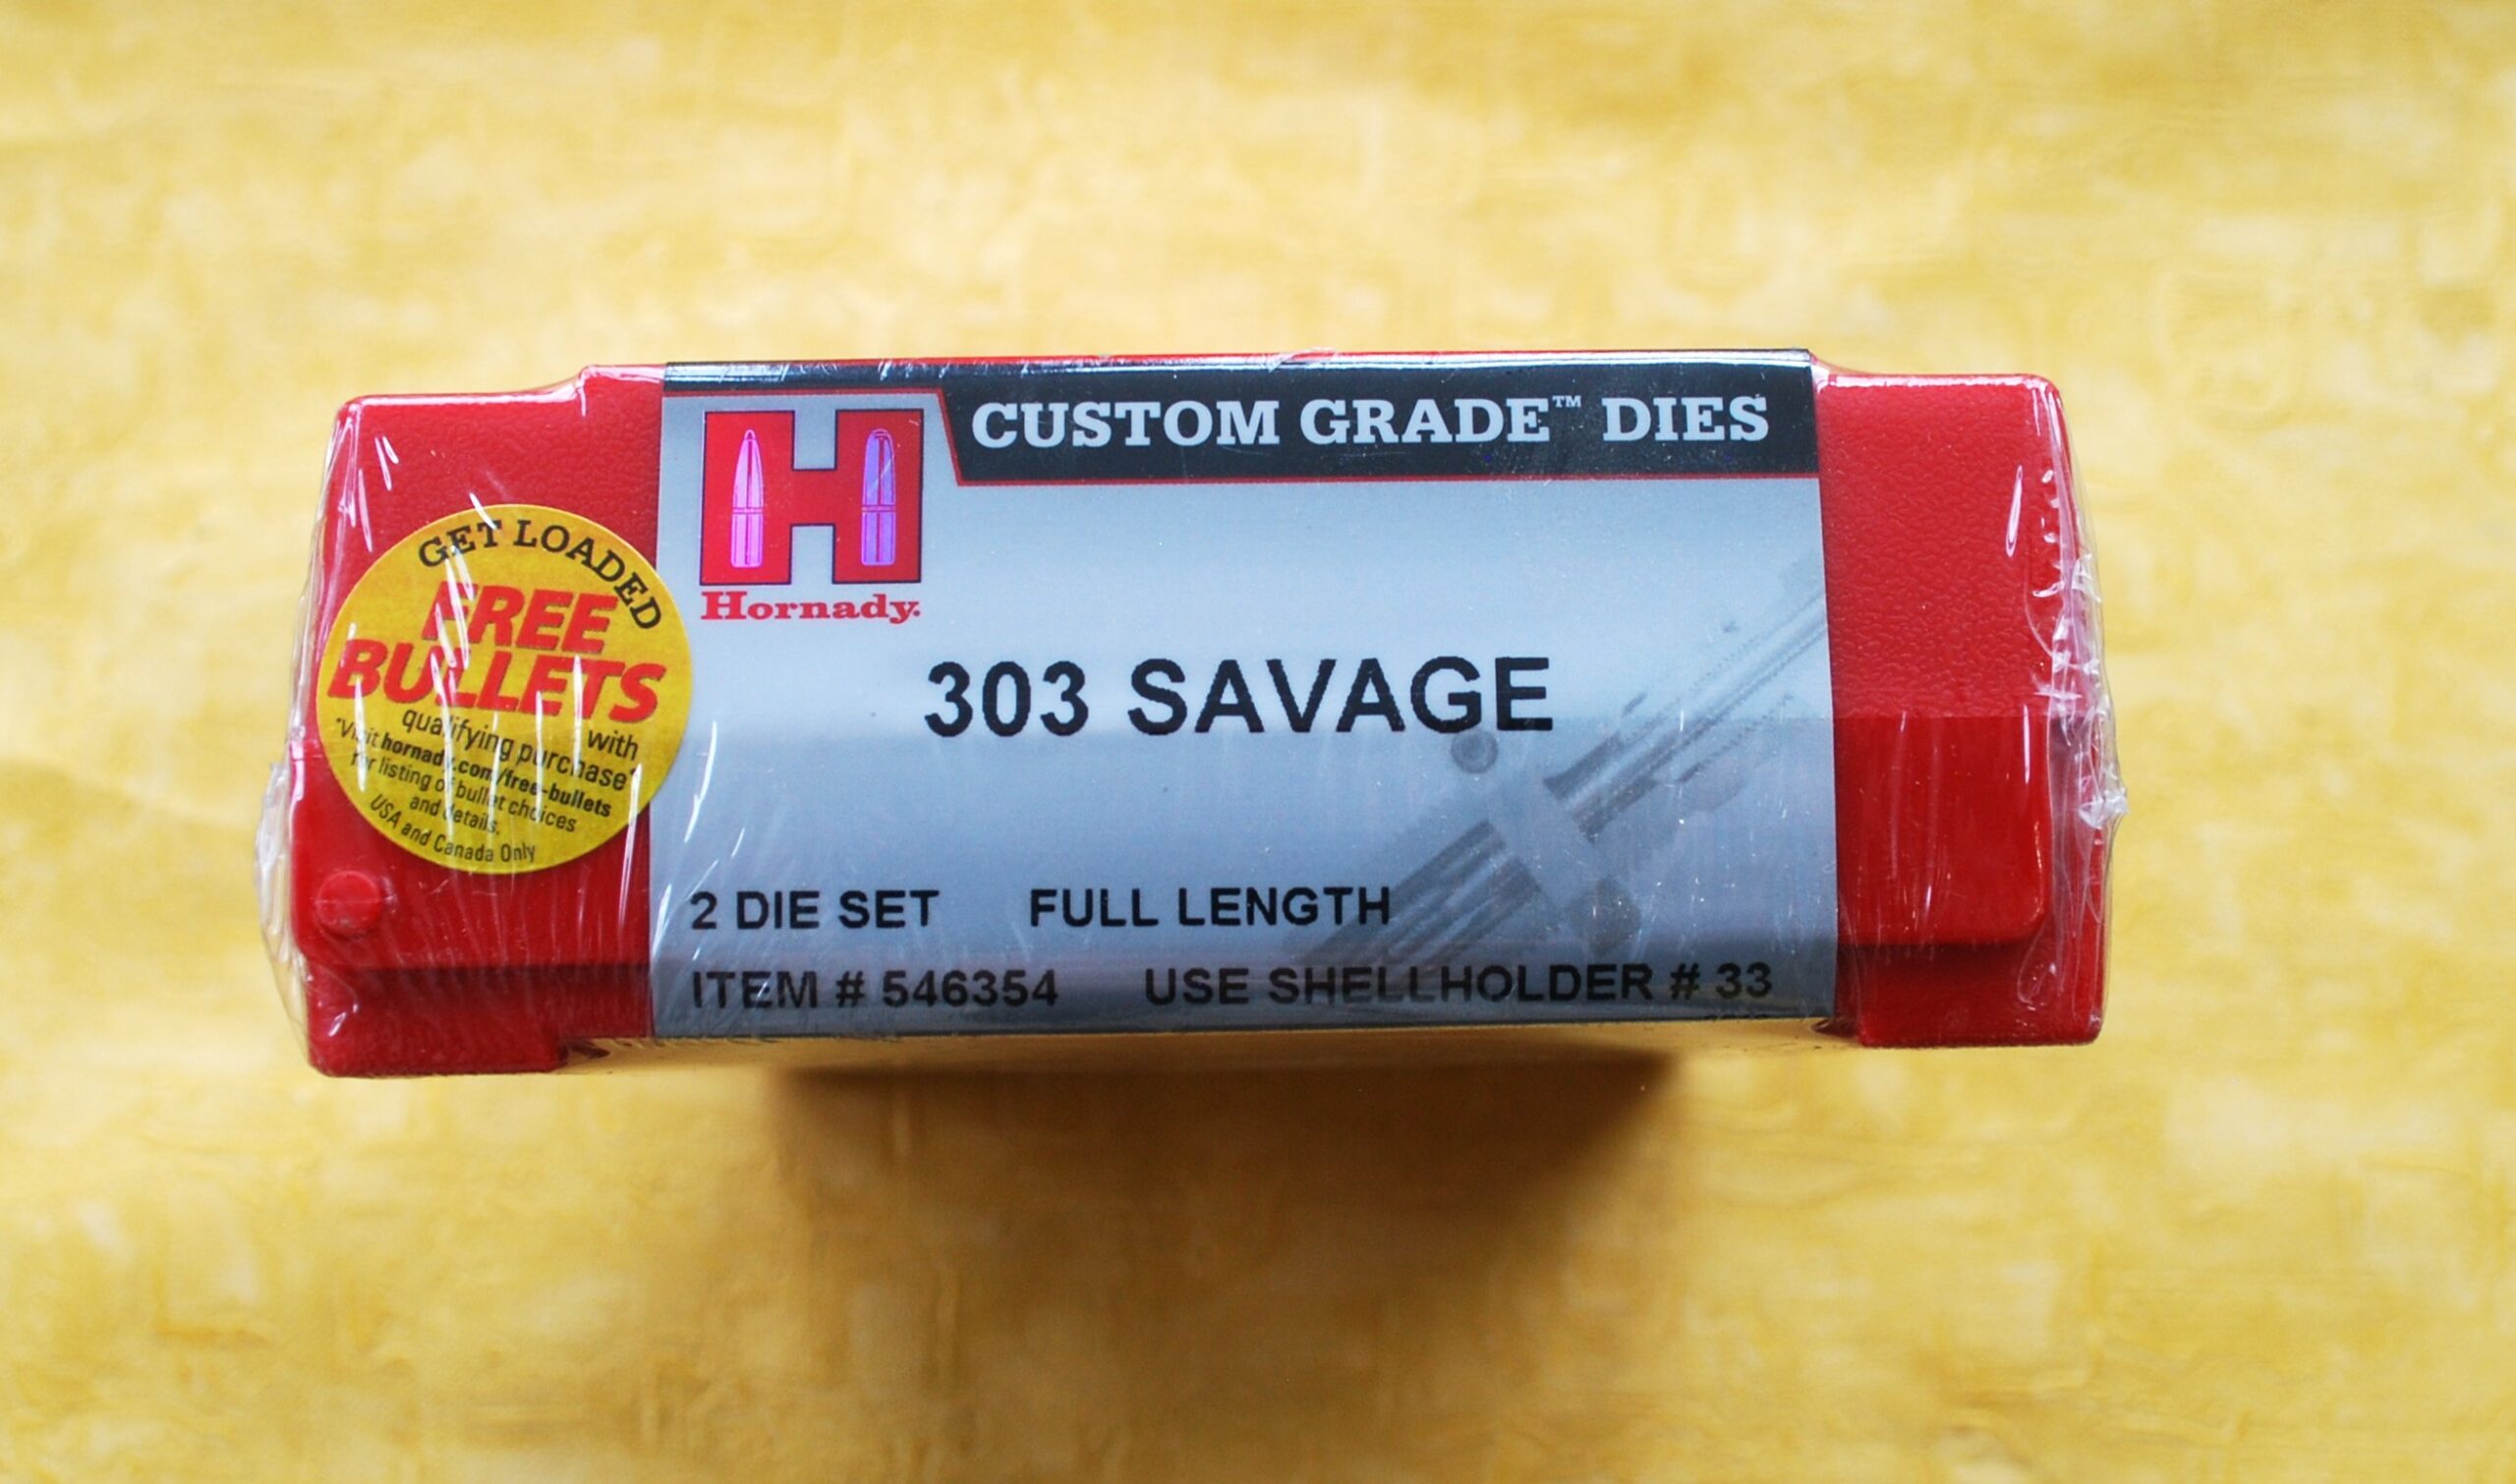 CUSTOM GRADE™ DIES
Hornady.
303 SAVAGE
2 DIE SET FULL LENGTH
ITEM # 546354 USE SHELLHOLDER # 33
GET LOADED
FREE
BULLETS
with
qualifying purchase*
*Visit hornady.com/free-bullets
for listing of bullet choices
and details.
USA and Canada Only